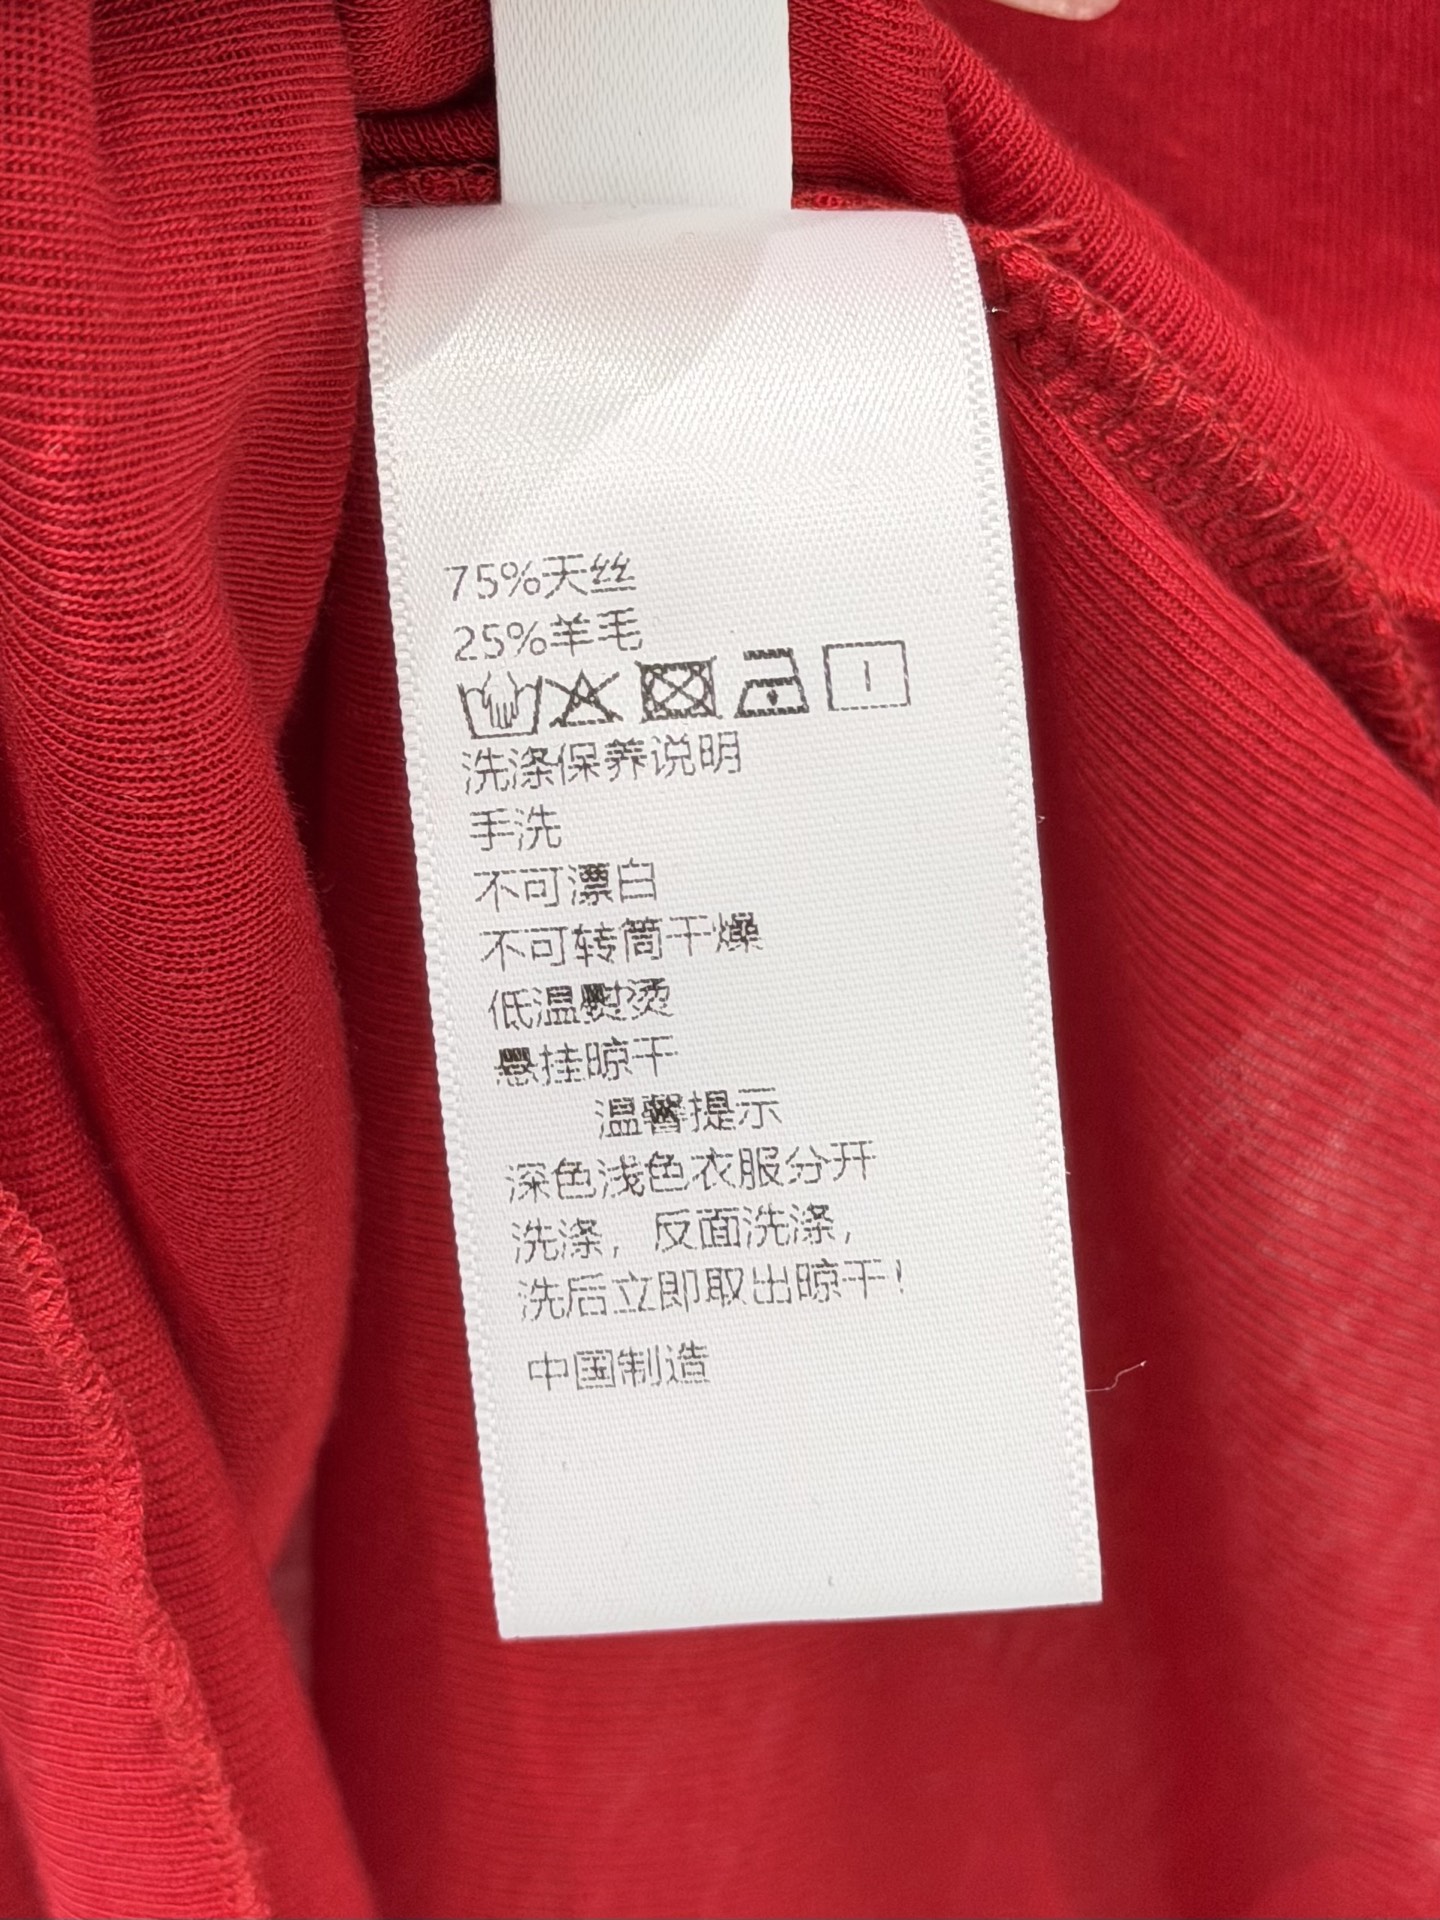 75%天丝
25%羊毛
洗涤保养说明
手洗
不可漂白
不可转筒干燥
低温熨烫
悬挂晾干
温馨提示
深色浅色衣服分开
洗涤，反面洗涤，
洗后立即取出晾干！
中国制造